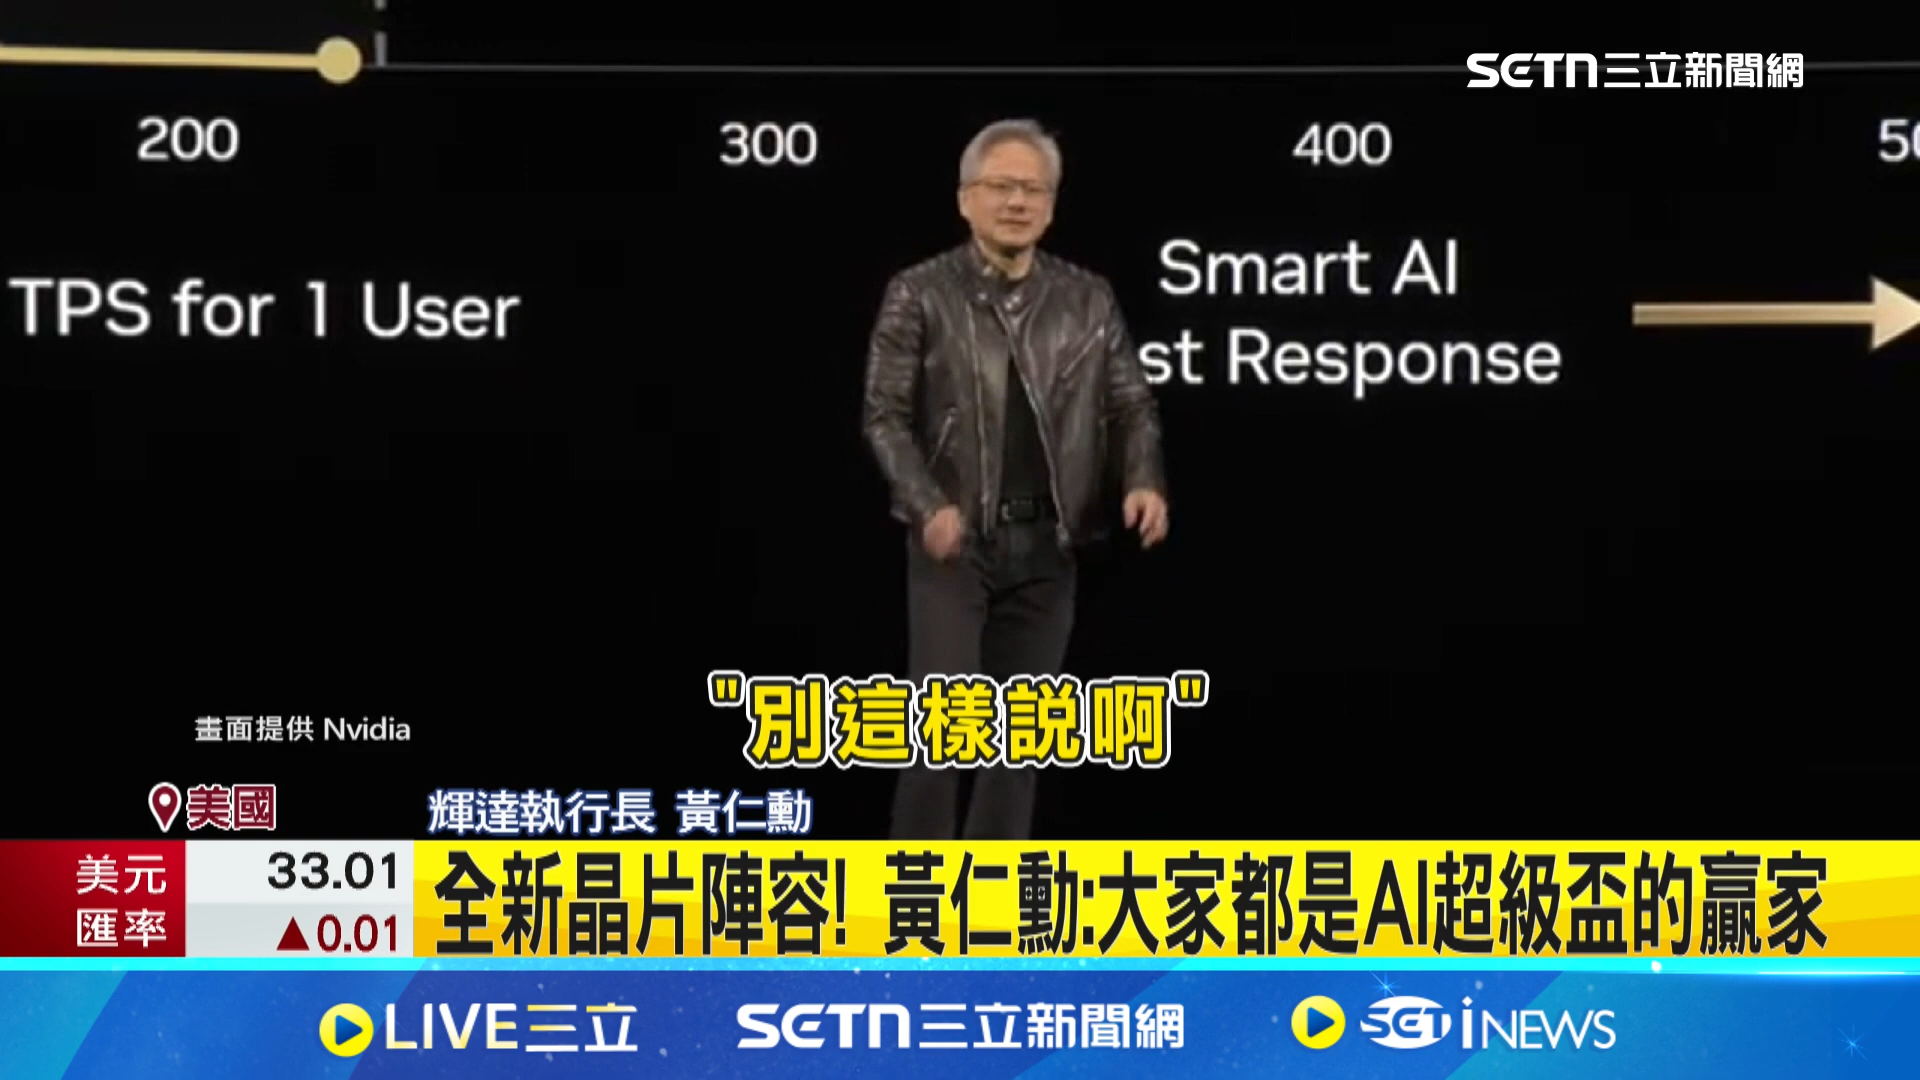 SETN三立新聞網
200
300
400
50
TPS for 1 User
Smart AI
st Response
"別這樣説啊"
畫面提供 Nvidia
美國
輝達執行長 黃仁勳
美元
匯率
33.01
▲0.01
全新晶片陣容! 黃仁勳:大家都是AI超級盃的贏家
LIVE三立
SETN三立新聞網
SET iNEWS